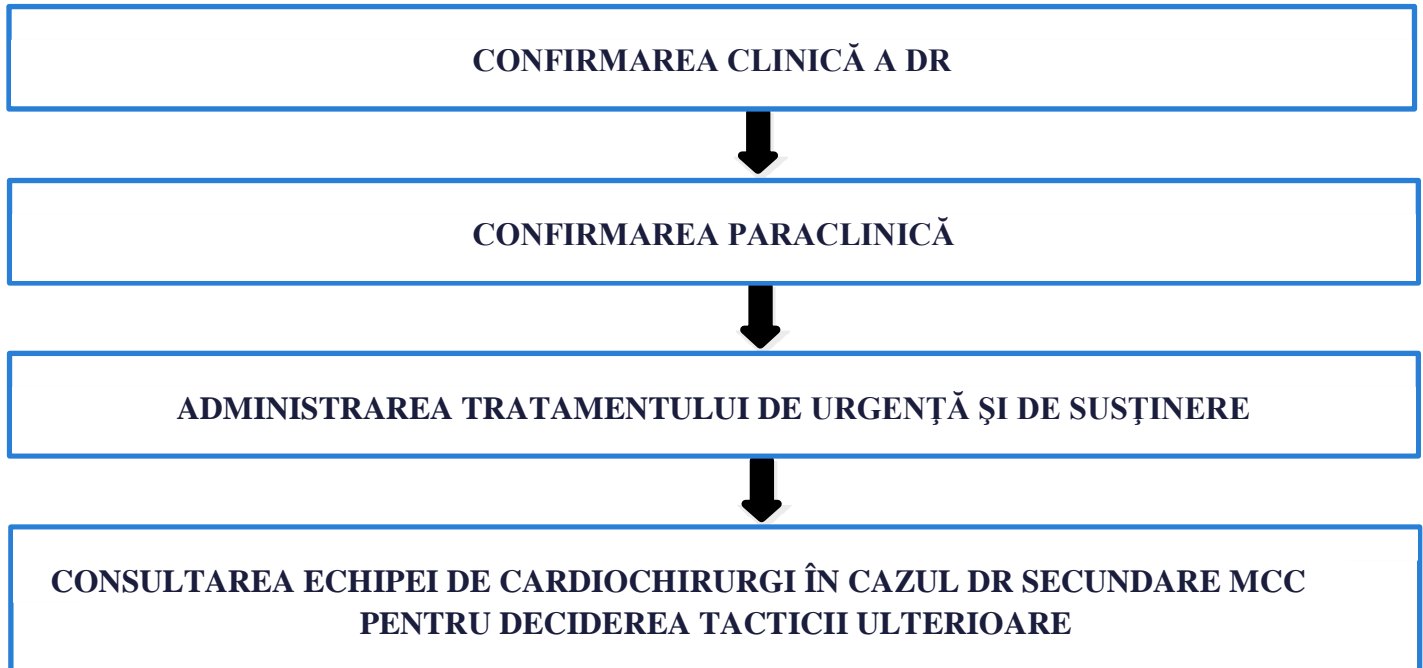 CONFIRMAREA CLINICĂ A DR
CONFIRMAREA PARACLINICĂ
ADMINISTRAREA TRATAMENTULUI DE URGENŢĂ ŞI DE SUSŢINERE
CONSULTAREA ECHIPEI DE CARDIOCHIRURGI ÎN CAZUL DR SECUNDARE MCC
PENTRU DECIDEREA TACTICII ULTERIOARE